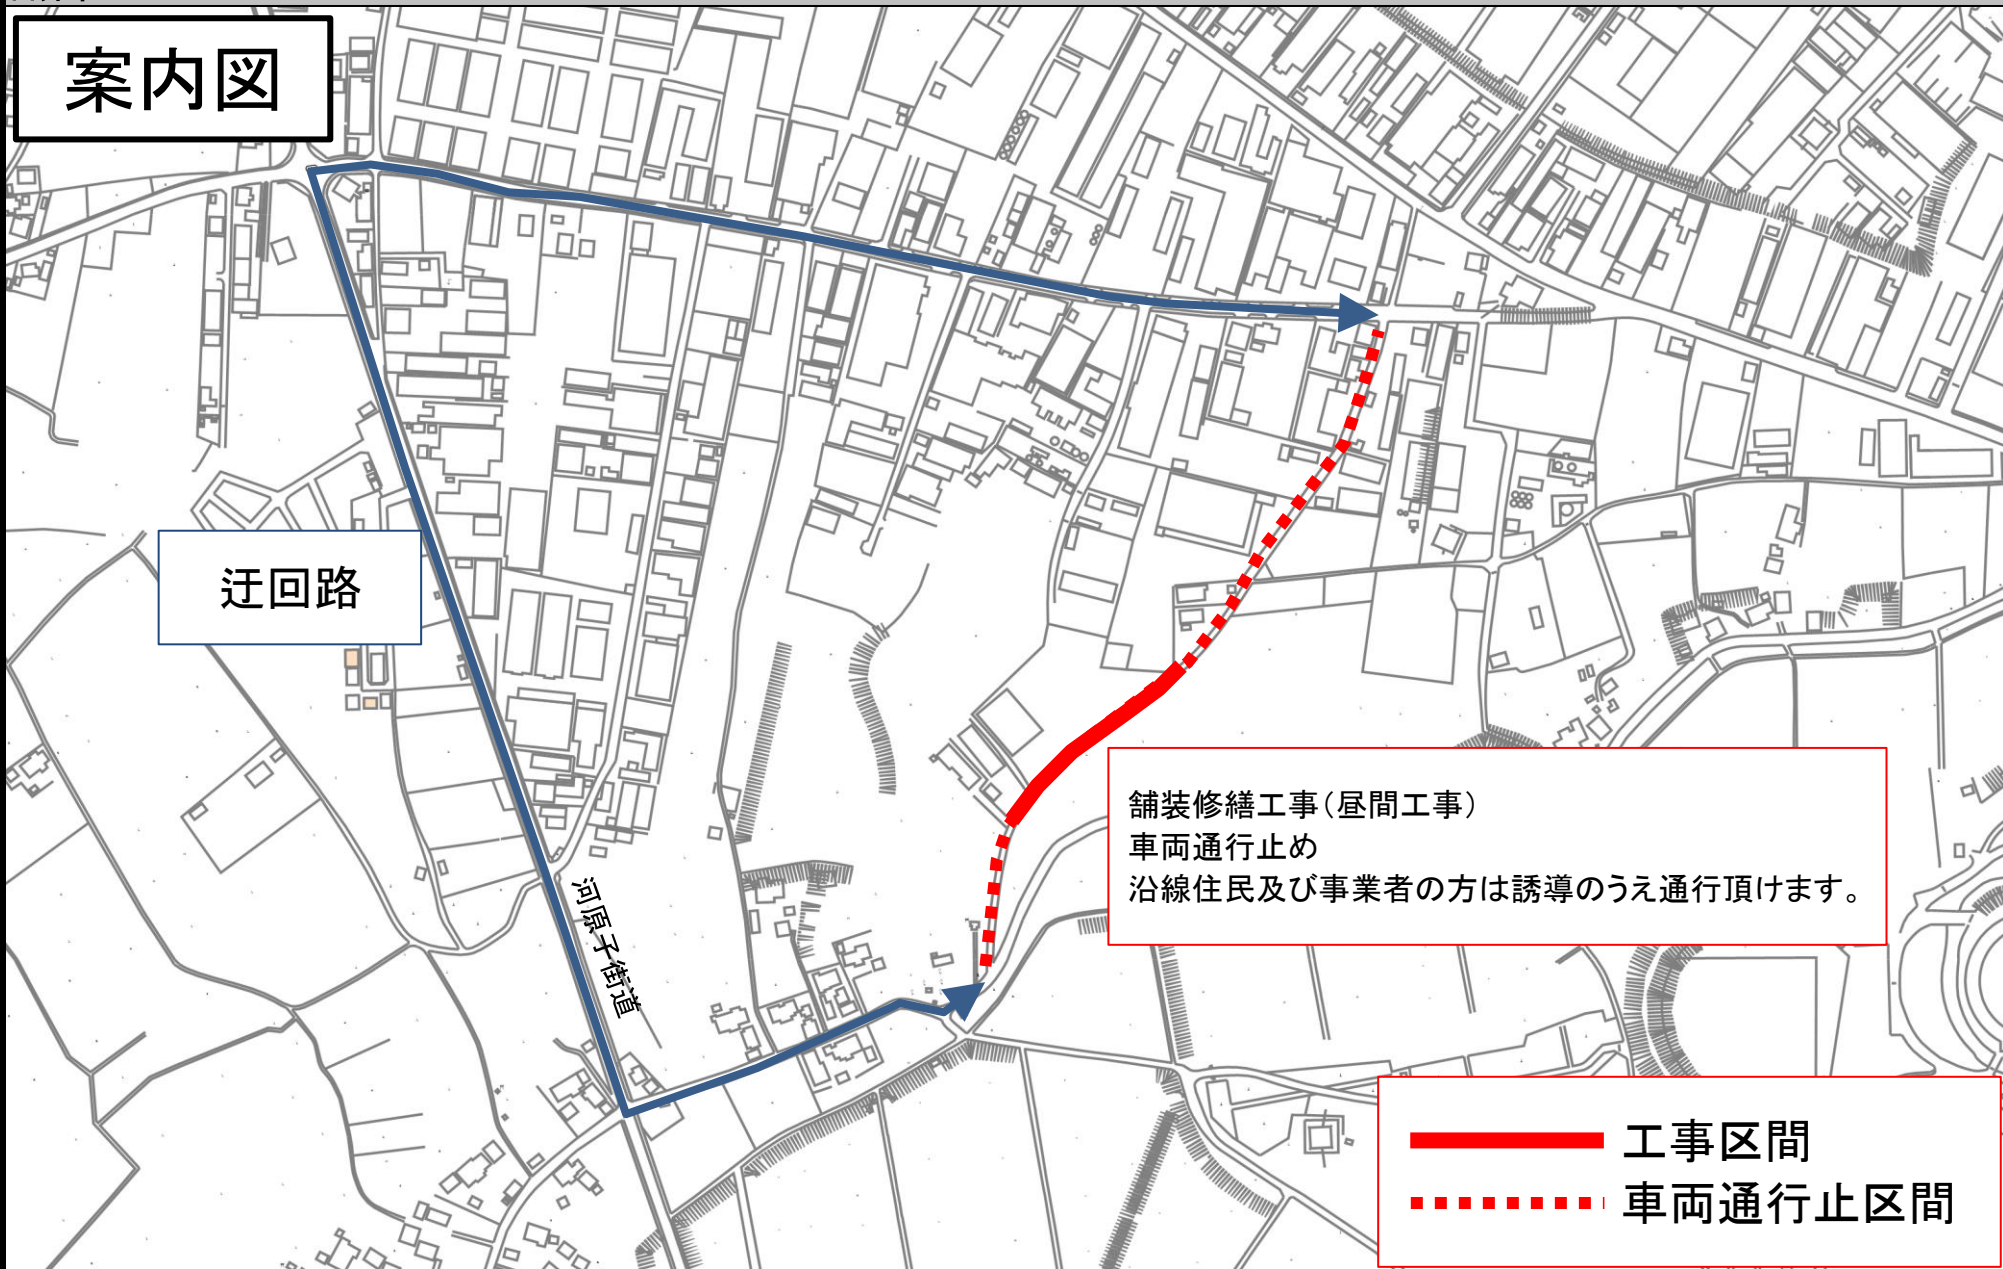 案内図
迂回路
河原子街道
舗装修繕工事（昼間工事）
車両通行止め
沿線住民及び事業者の方は誘導のうえ通行頂けます。
工事区間
車両通行止区間